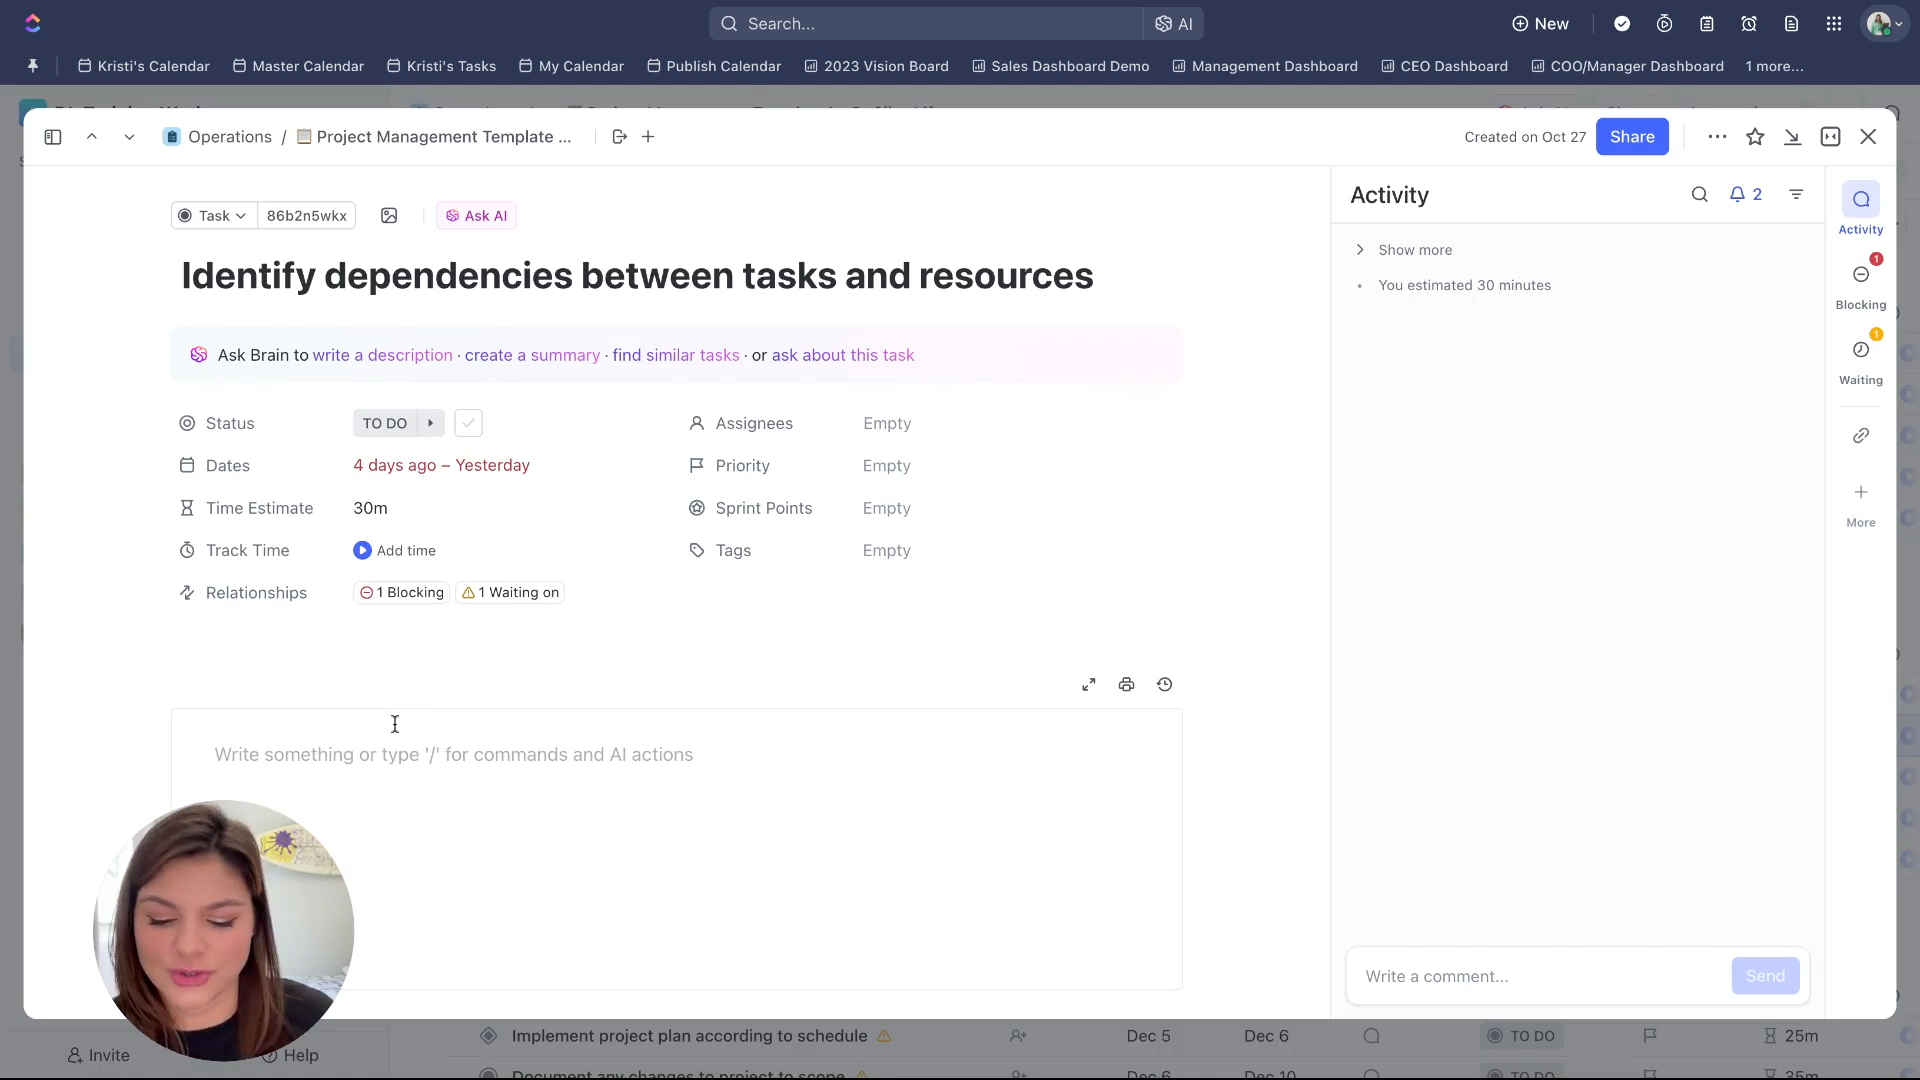 Search...
AI
New
Kristi's Calendar
Master Calendar
Kristi's Tasks
My Calendar
Publish Calendar
2023 Vision Board
Sales Dashboard Demo
Management Dashboard
CEO Dashboard
COO/Manager Dashboard
1 more...
Operations / Project Management Template ...
Created on Oct 27
Share
Task
86b2n5wkx
Ask AI
Identify dependencies between tasks and resources
Ask Brain to write a description · create a summary · find similar tasks · or ask about this task
Status
TO DO
Assignees
Empty
Dates
4 days ago – Yesterday
Priority
Empty
Time Estimate
30m
Sprint Points
Empty
Track Time
Add time
Tags
Empty
Relationships
1 Blocking
1 Waiting on
Write something or type '/' for commands and AI actions
Activity
2
Show more
You estimated 30 minutes
Write a comment...
Send
Activity
1
Blocking
1
Waiting
More
Invite
Help
Implement project plan according to schedule
Dec 5
Dec 6
TO DO
25m
Document any changes to project to scope
Dec 6
Dec 10
TO DO
35m